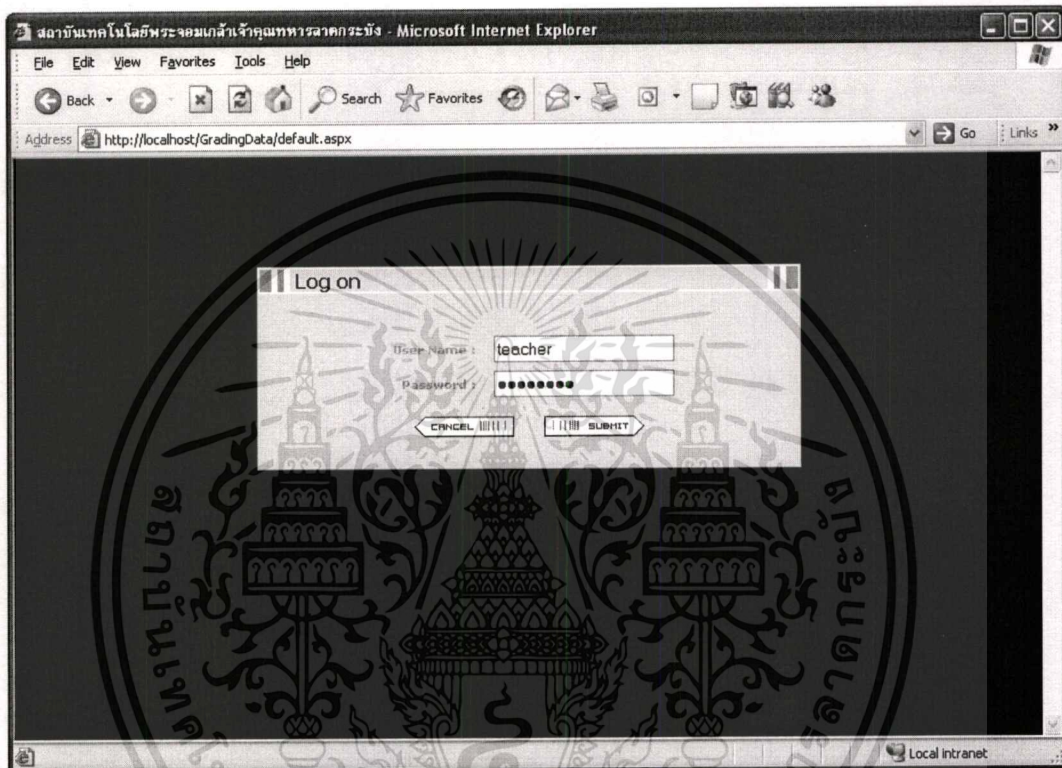 สถาบันเทคโนโลยีพระจอมเกล้าเจ้าคุณทหารลาดกระบัง - Microsoft Internet Explorer
File Edit View Favorites Tools Help
Back Search Favorites
Address http://localhost/GradingData/default.aspx Go Links »
Log on
User Name : teacher
Password : ••••••••
CANCEL SUBMIT
Local intranet